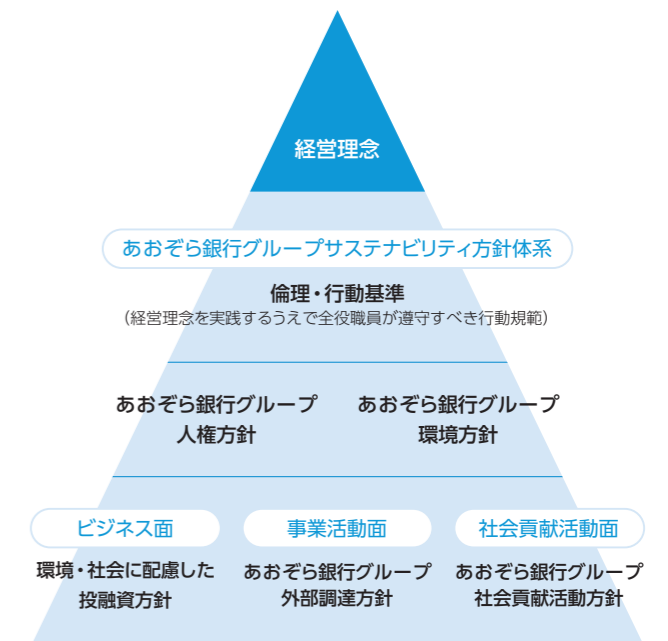 経営理念
あおぞら銀行グループサステナビリティ方針体系
倫理・行動基準
(経営理念を実践するうえで全役職員が遵守すべき行動規範)
あおぞら銀行グループ
人権方針
あおぞら銀行グループ
環境方針
ビジネス面
環境・社会に配慮した
投融資方針
事業活動面
あおぞら銀行グループ
外部調達方針
社会貢献活動面
あおぞら銀行グループ
社会貢献活動方針